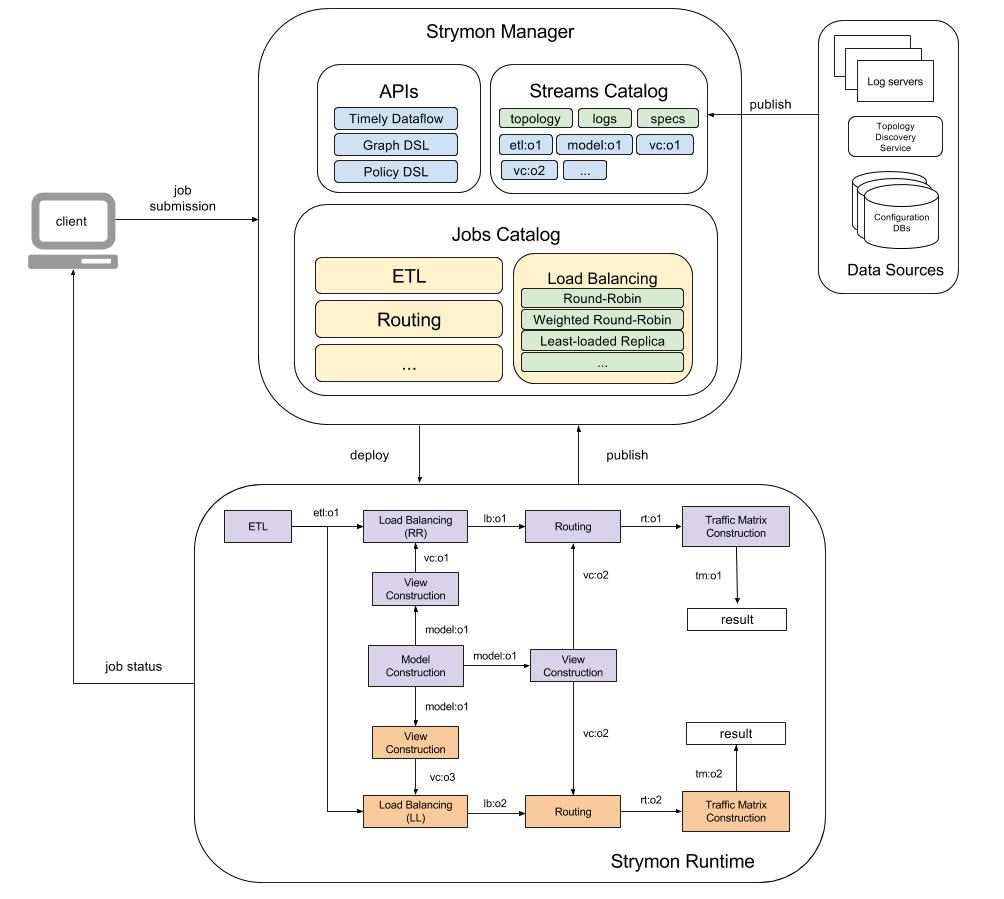 Strymon Manager
APIs
Timely Dataflow
Graph DSL
Policy DSL
Streams Catalog
topology
logs
specs
etl:o1
model:o1
vc:o1
vc:o2
...
publish
Log servers
Topology
Discovery
Service
Configuration
DBs
Data Sources
client
job
submission
Jobs Catalog
ETL
Routing
...
Load Balancing
Round-Robin
Weighted Round-Robin
Least-loaded Replica
...
deploy
publish
ETL
etl:o1
Load Balancing
(RR)
lb:o1
Routing
rt:o1
Traffic Matrix
Construction
vc:o1
vc:o2
tm:o1
View
Construction
result
model:o1
Model
Construction
model:o1
View
Construction
job status
model:o1
View
Construction
vc:o2
result
vc:o3
tm:o2
Load Balancing
(LL)
lb:o2
Routing
rt:o2
Traffic Matrix
Construction
Strymon Runtime